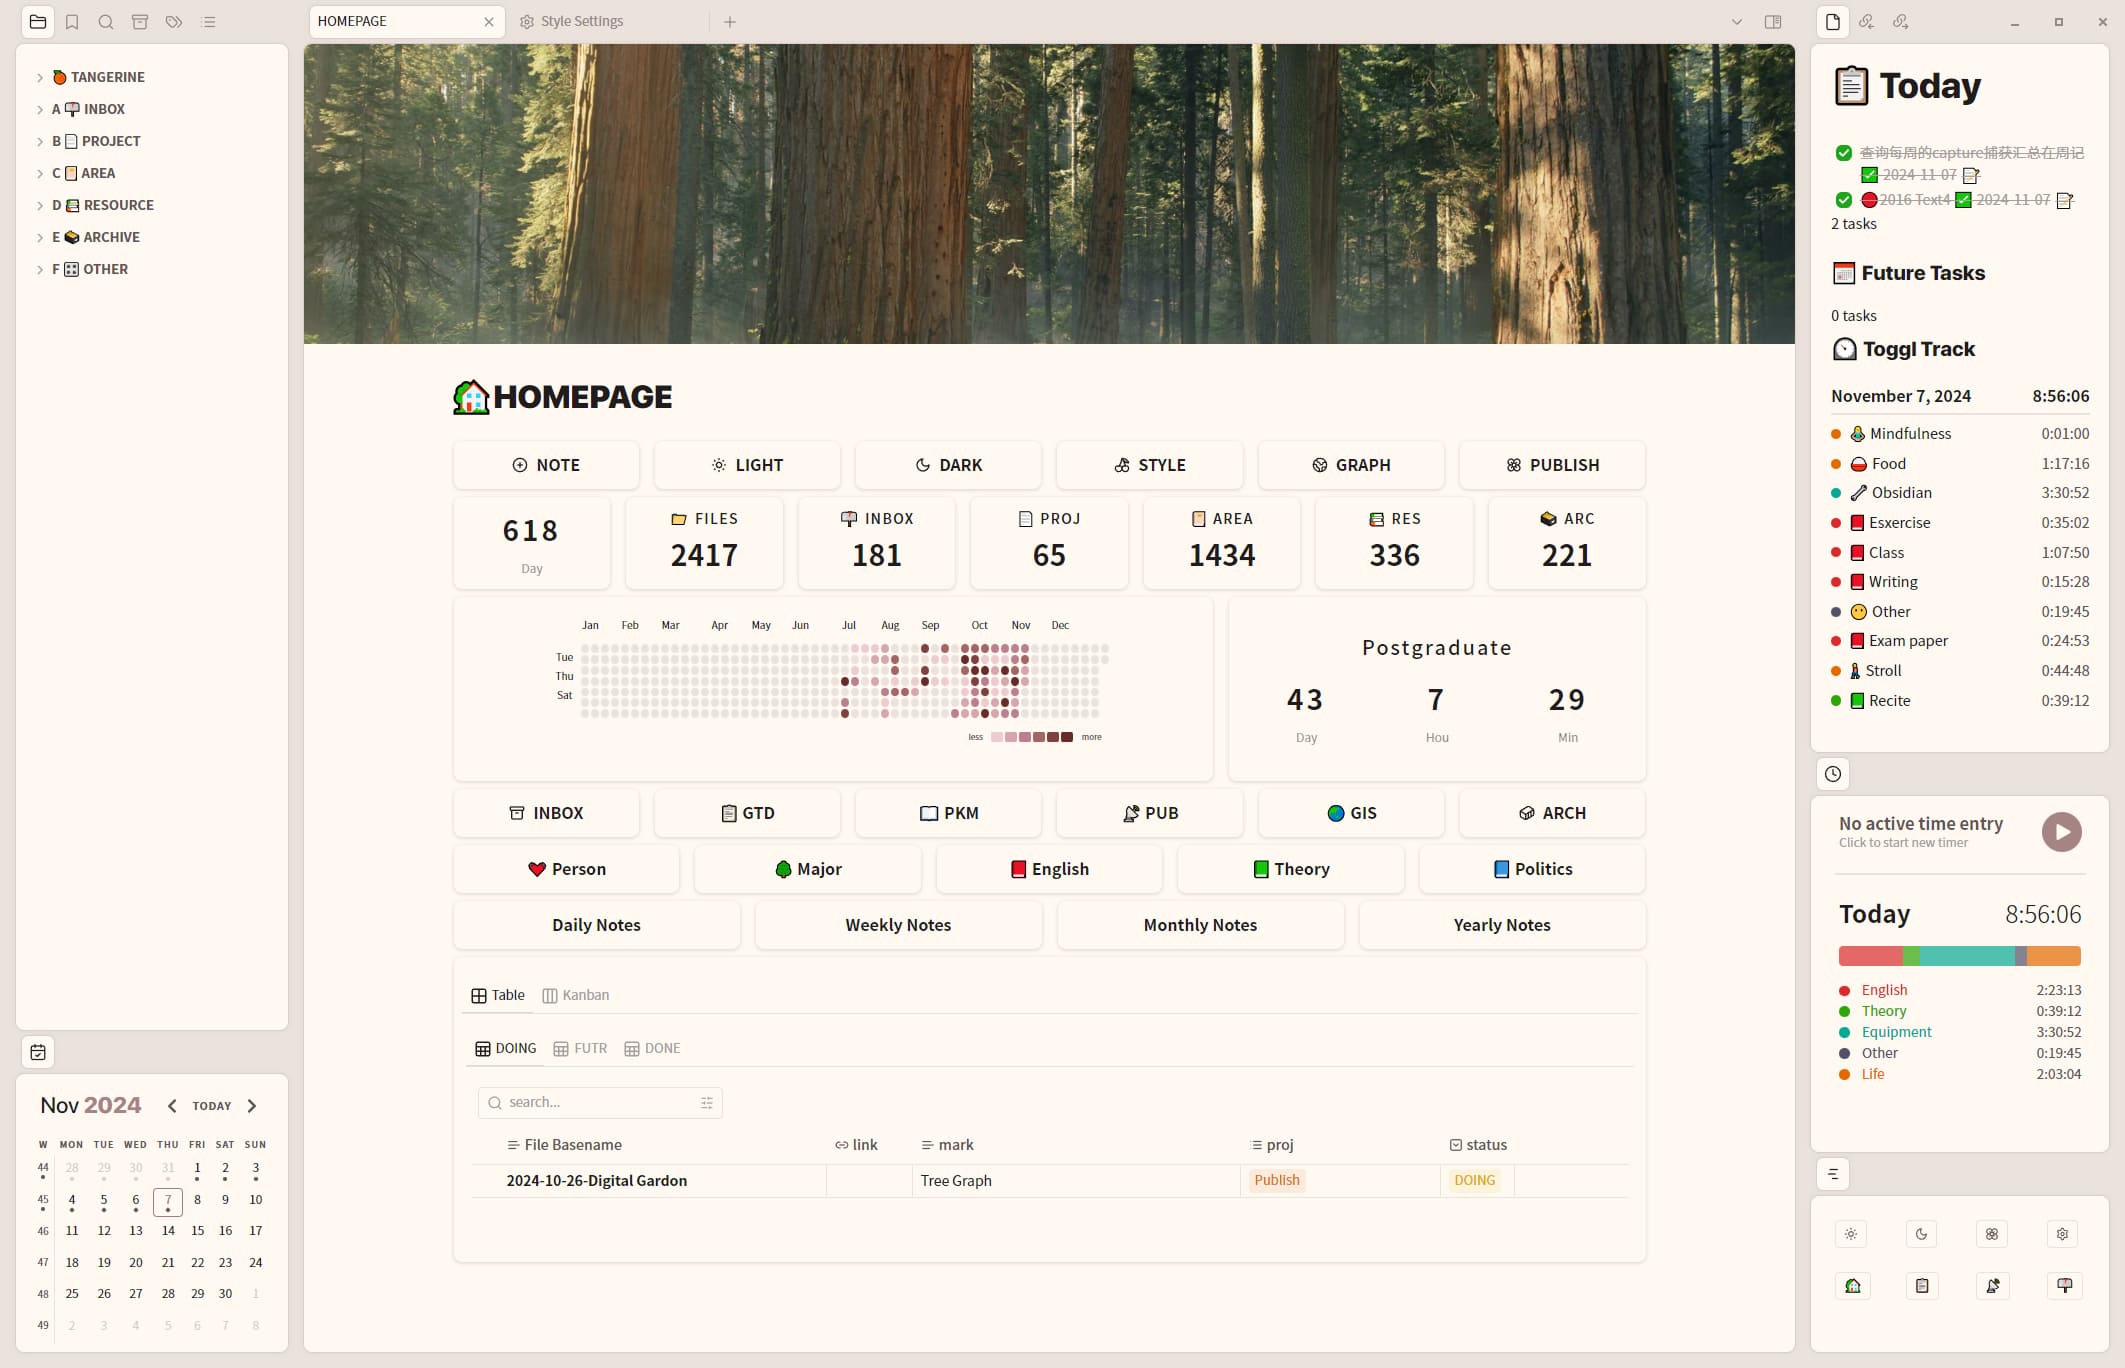 HOMEPAGE
Style Settings
TANGERINE
A INBOX
B PROJECT
C AREA
D RESOURCE
E ARCHIVE
F OTHER
Nov 2024
TODAY
W MON TUE WED THU FRI SAT SUN
44 28 29 30 31 1 2 3
45 4 5 6 7 8 9 10
46 11 12 13 14 15 16 17
47 18 19 20 21 22 23 24
48 25 26 27 28 29 30 1
49 2 3 4 5 6 7 8
HOMEPAGE
NOTE LIGHT DARK STYLE GRAPH PUBLISH
618
Day
FILES
2417
INBOX
181
PROJ
65
AREA
1434
RES
336
ARC
221
Jan Feb Mar Apr May Jun Jul Aug Sep Oct Nov Dec
Tue
Thu
Sat
less more
Postgraduate
43 7 29
Day Hou Min
INBOX GTD PKM PUB GIS ARCH
Person Major English Theory Politics
Daily Notes Weekly Notes Monthly Notes Yearly Notes
Table Kanban
DOING FUTR DONE
search...
File Basename link mark proj status
2024-10-26-Digital Gardon Tree Graph Publish DOING
Today
查询每周的capture捕获汇总在周记
2024-11-07
2016 Text4 2024-11-07
2 tasks
Future Tasks
0 tasks
Toggl Track
November 7, 2024 8:56:06
Mindfulness 0:01:00
Food 1:17:16
Obsidian 3:30:52
Esxercise 0:35:02
Class 1:07:50
Writing 0:15:28
Other 0:19:45
Exam paper 0:24:53
Stroll 0:44:48
Recite 0:39:12
No active time entry
Click to start new timer
Today 8:56:06
English 2:23:13
Theory 0:39:12
Equipment 3:30:52
Other 0:19:45
Life 2:03:04